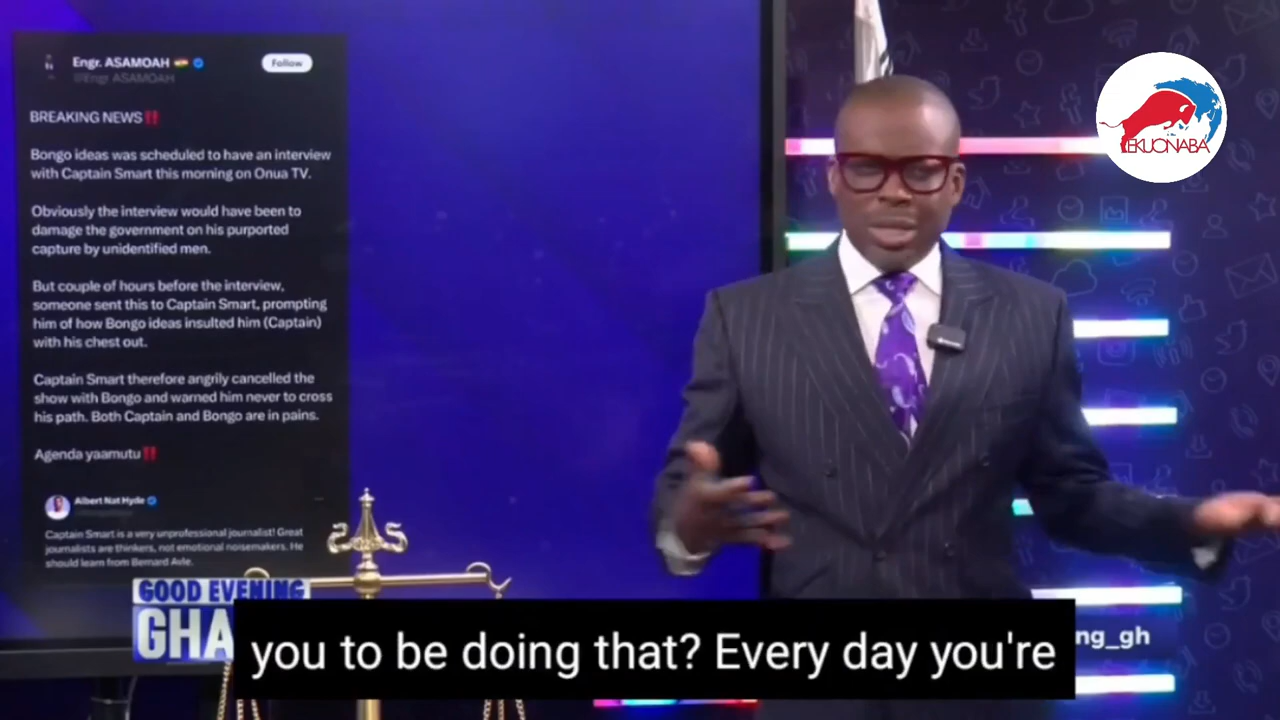 Engr. ASAMOAH
@Engr ASAMOAH
Follow
BREAKING NEWS‼
Bongo ideas was scheduled to have an interview
with Captain Smart this morning on Onua TV.
Obviously the interview would have been to
damage the government on his purported
capture by unidentified men.
But couple of hours before the interview,
someone sent this to Captain Smart, prompting
him of how Bongo ideas insulted him (Captain)
with his chest out.
Captain Smart therefore angrily cancelled the
show with Bongo and warned him never to cross
his path. Both Captain and Bongo are in pains.
Agenda yaamutu‼
Albert Nat Hyde
Captain Smart is a very unprofessional journalist! Great
journalists are thinkers, not emotional noisemakers. He
should learn from Bernard Avle.
EKUONABA
GOOD EVENING
GHA
ng_gh
you to be doing that? Every day you're